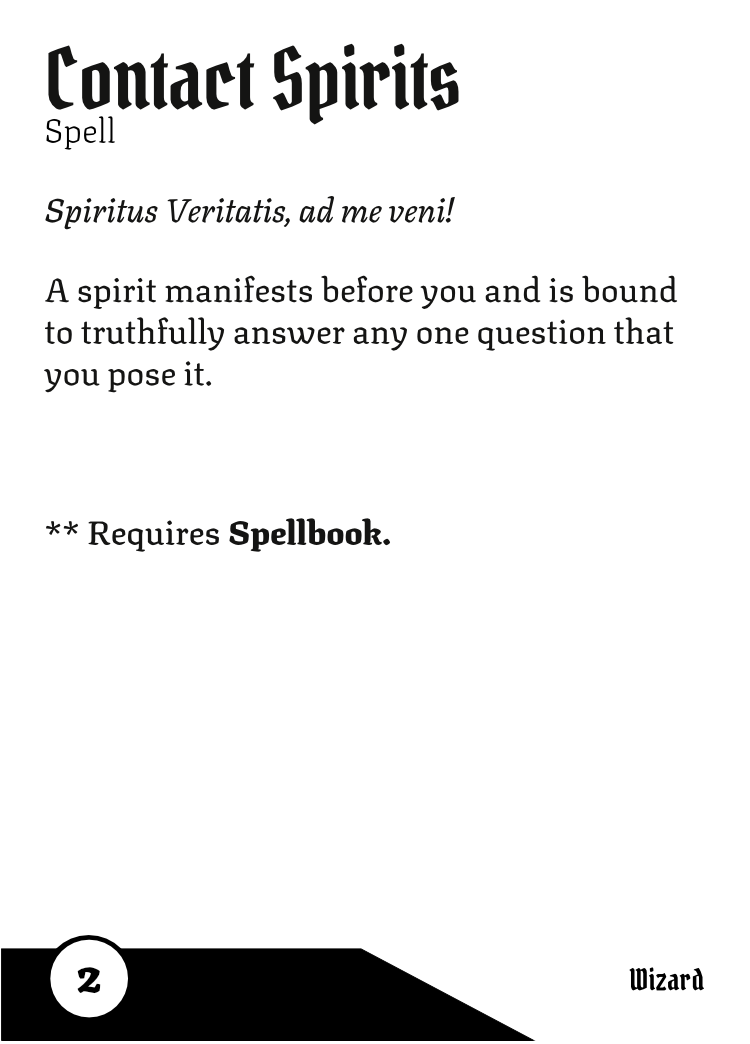 Contact Spirits
Spell
Spiritus Veritatis, ad me veni!
A spirit manifests before you and is bound
to truthfully answer any one question that
you pose it.
** Requires Spellbook.
2
Wizard